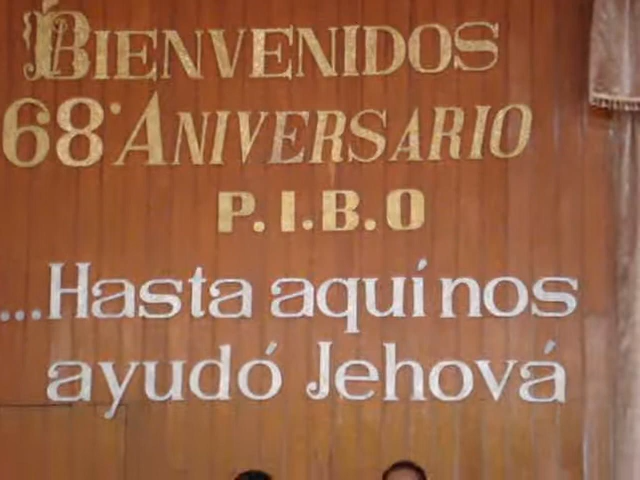 BIENVENIDOS
68° ANIVERSARIO
P.I.B.O
...Hasta aquí nos
ayudó Jehová